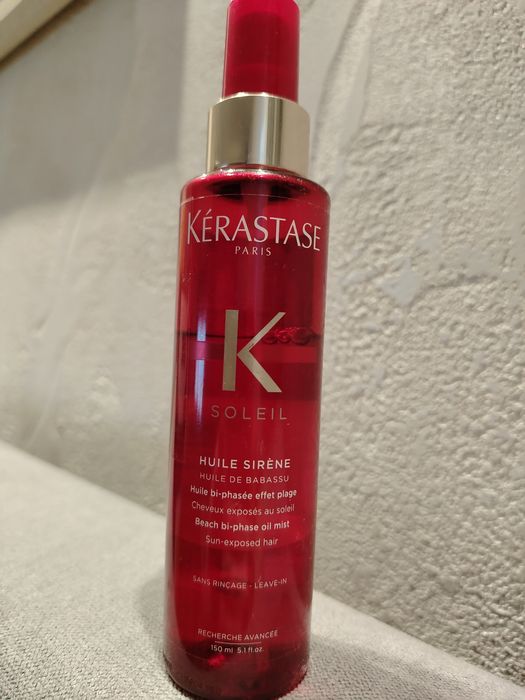 KÉRASTASE
PARIS
K
SOLEIL
HUILE SIRÈNE
HUILE DE BABASSU
Huile bi-phasée effet plage
Cheveux exposés au soleil
Beach bi-phase oil mist
Sun-exposed hair
SANS RINÇAGE - LEAVE-IN
RECHERCHE AVANCÉE
150 ml 5.1 fl.oz.